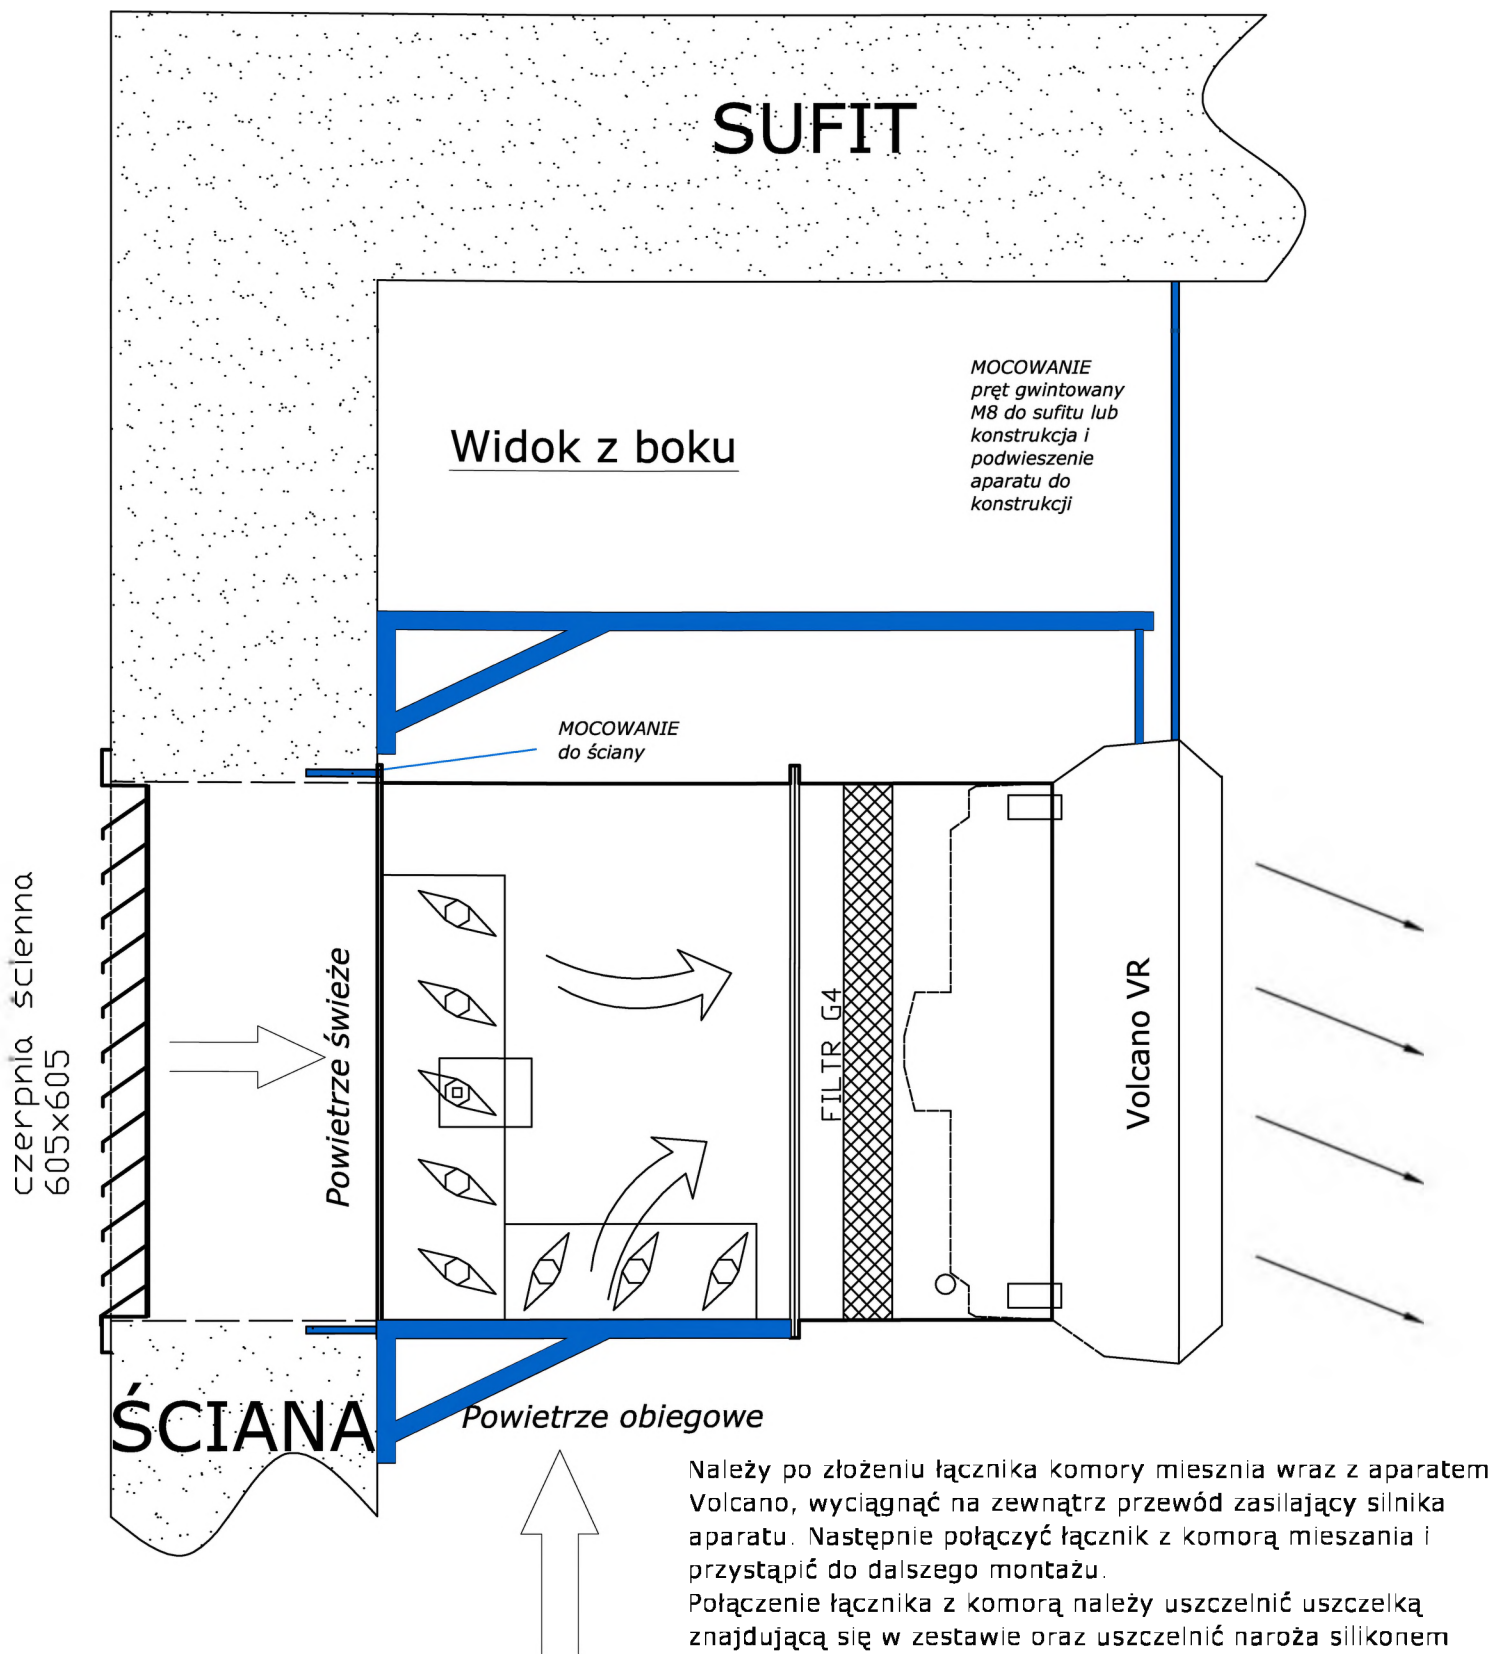 SUFIT
MOCOWANIE
pręt gwintowany
M8 do sufitu lub
konstrukcja i
podwieszenie
aparatu do
konstrukcji
Widok z boku
MOCOWANIE
do ściany
czerpnia ścienna
605x605
Powietrze świeże
FILTR G4
Volcano VR
ŚCIANA
Powietrze obiegowe
Należy po złożeniu łącznika komory miesznia wraz z aparatem
Volcano, wyciągnąć na zewnątrz przewód zasilający silnika
aparatu. Następnie połączyć łącznik z komorą mieszania i
przystąpić do dalszego montażu.
Połączenie łącznika z komorą należy uszczelnić uszczelką
znajdującą się w zestawie oraz uszczelnić naroża silikonem